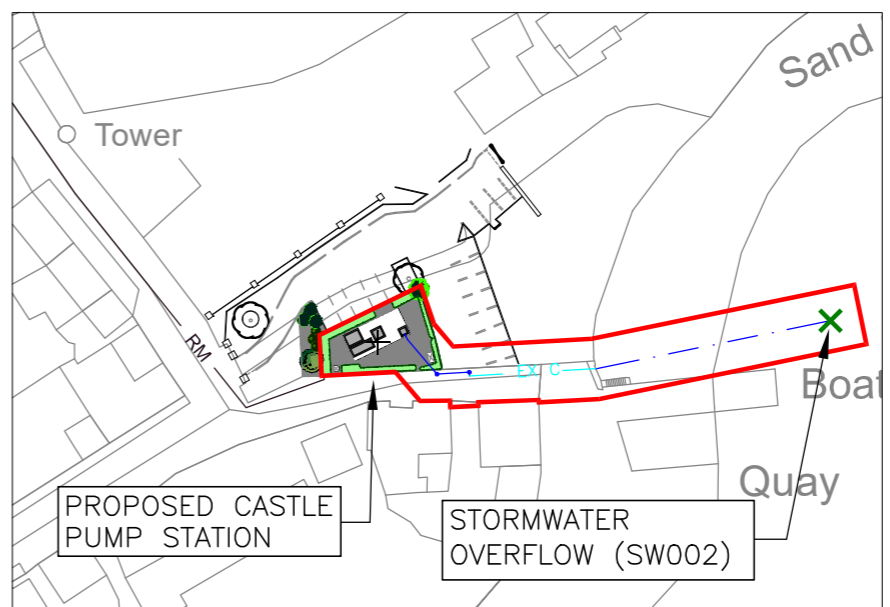 Sand
Tower
RM
EX C
Boat
Quay
PROPOSED CASTLE
PUMP STATION
STORMWATER
OVERFLOW (SW002)